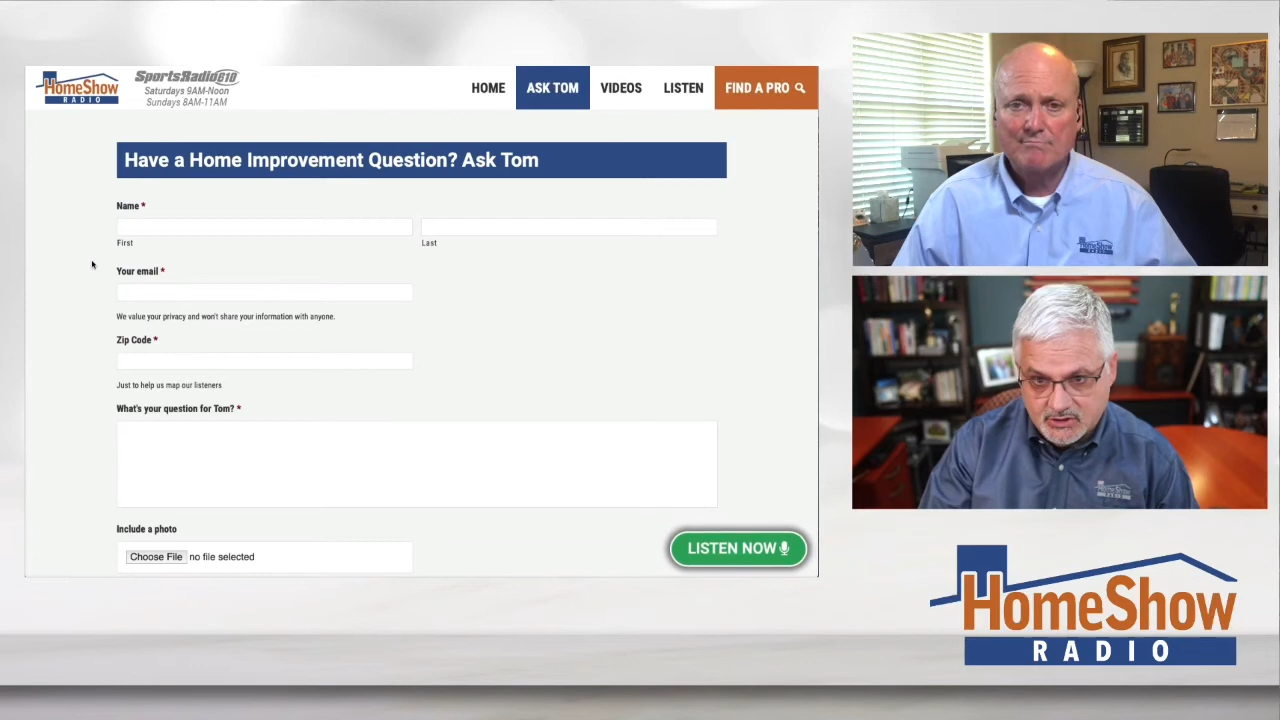 HomeShow
RADIO
SportsRadio610
Saturdays 9AM-Noon
Sundays 8AM-11AM
HOME
ASK TOM
VIDEOS
LISTEN
FIND A PRO
Have a Home Improvement Question? Ask Tom
Name *
First
Last
Your email *
We value your privacy and won't share your information with anyone.
Zip Code *
Just to help us map our listeners
What's your question for Tom? *
Include a photo
Choose File no file selected
LISTEN NOW
HomeShow
RADIO
HomeShow
HomeShow
RADIO